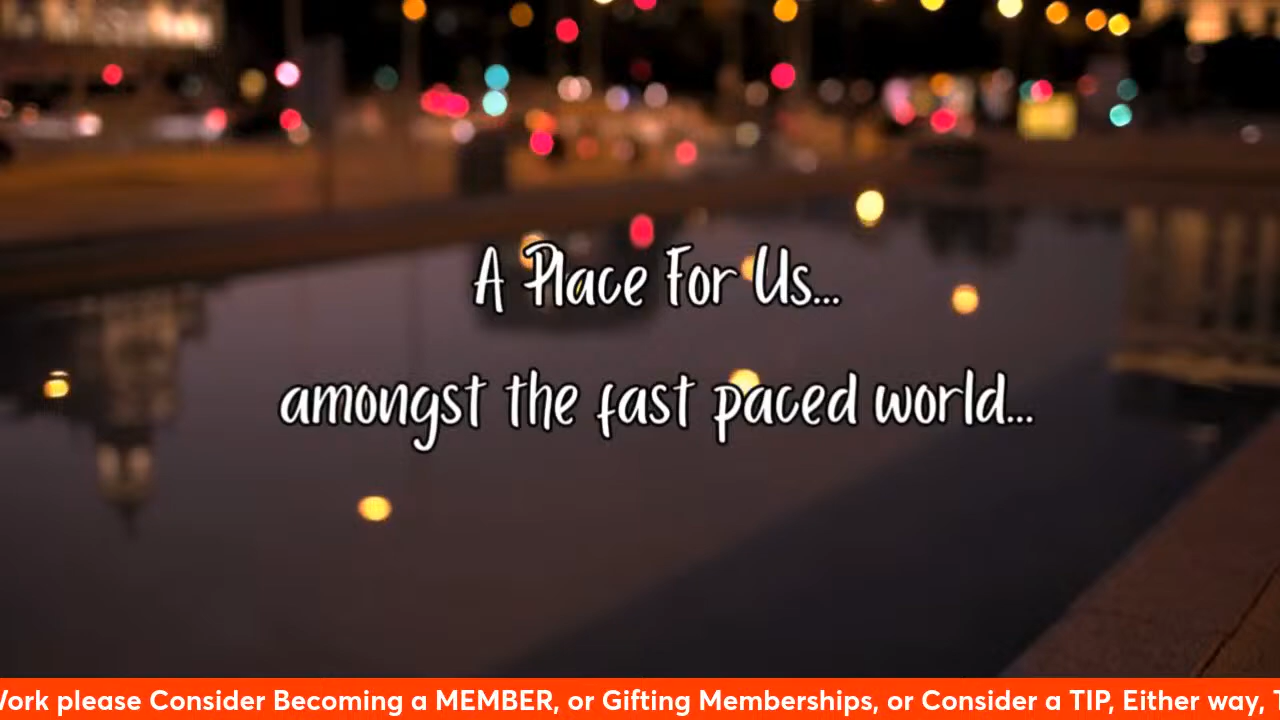 A Place For Us...
amongst the fast paced world...
Work please Consider Becoming a MEMBER, or Gifting Memberships, or Consider a TIP, Either way,